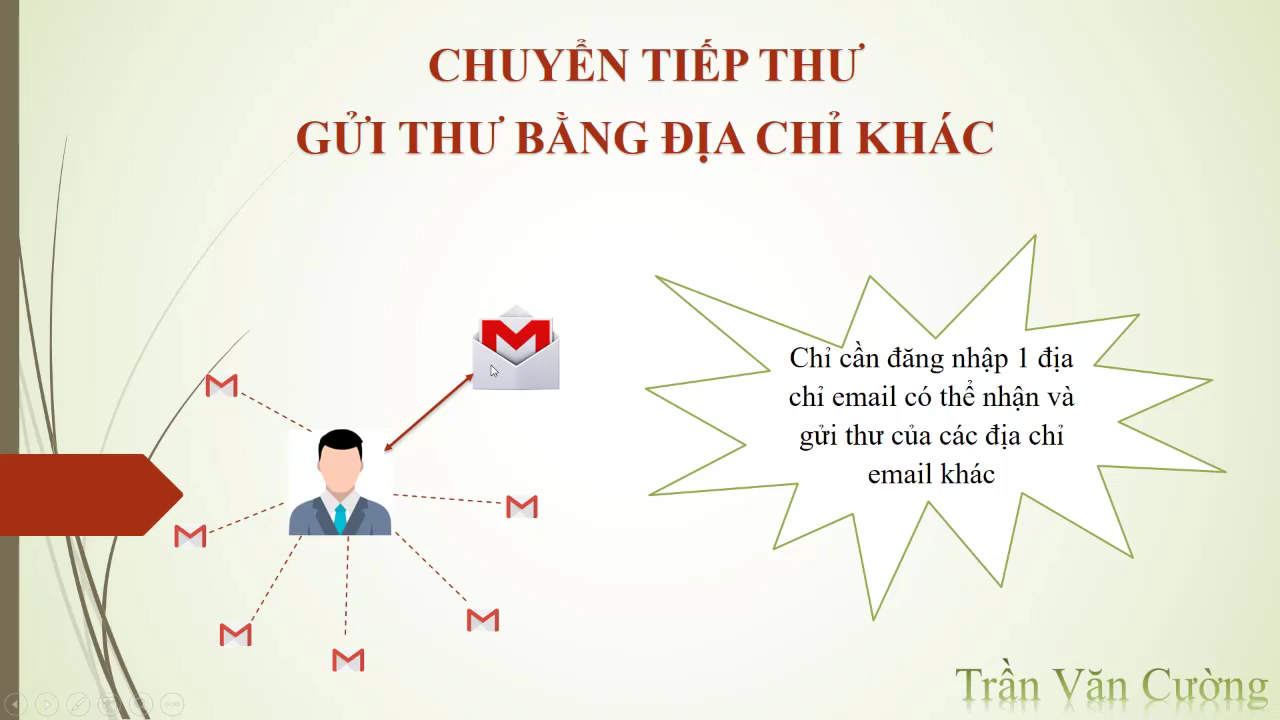 CHUYỂN TIẾP THƯ
GỬI THƯ BẰNG ĐỊA CHỈ KHÁC
Chỉ cần đăng nhập 1 địa
chỉ email có thể nhận và
gửi thư của các địa chỉ
email khác
Trần Văn Cường